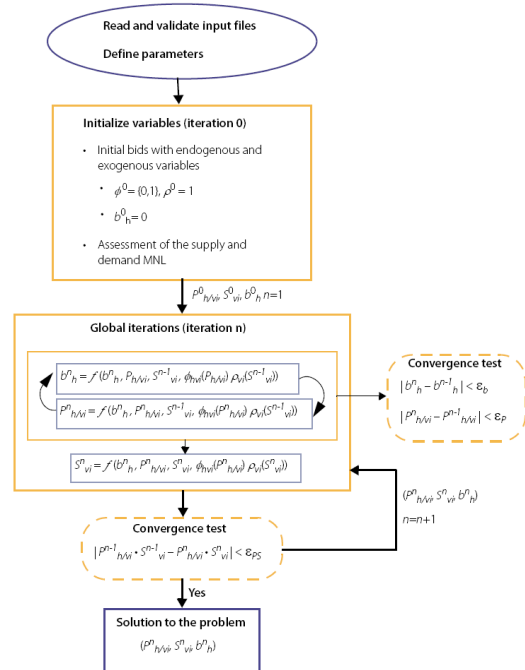 Read and validate input files
Define parameters
Initialize variables (iteration 0)
• Initial bids with endogenous and
exogenous variables
• ϕ⁰ = {0,1}, ρ⁰ = 1
• b⁰ₕ = 0
• Assessment of the supply and
demand MNL
P⁰ₕ/ᵥᵢ, S⁰ᵥᵢ, b⁰ₕ n=1
Global iterations (iteration n)
bⁿₕ = f (bⁿₕ, Pₕ/ᵥᵢ, Sⁿ⁻¹ᵥᵢ, ϕₕᵥᵢ(Pₕ/ᵥᵢ) ρᵥᵢ(Sⁿ⁻¹ᵥᵢ))
Pⁿₕ/ᵥᵢ = f (bⁿₕ, Pⁿₕ/ᵥᵢ, Sⁿ⁻¹ᵥᵢ, ϕₕᵥᵢ(Pⁿₕ/ᵥᵢ) ρᵥᵢ(Sⁿ⁻¹ᵥᵢ))
Sⁿᵥᵢ = f (bⁿₕ, Pⁿₕ/ᵥᵢ, Sⁿᵥᵢ, ϕₕᵥᵢ(Pⁿₕ/ᵥᵢ) ρᵥᵢ(Sⁿᵥᵢ))
Convergence test
| bⁿₕ – bⁿ⁻¹ₕ | < ε_b
| Pⁿₕ/ᵥᵢ – Pⁿ⁻¹ₕ/ᵥᵢ | < ε_P
(Pⁿₕ/ᵥᵢ, Sⁿᵥᵢ, bⁿₕ)
n=n+1
Convergence test
| Pⁿ⁻¹ₕ/ᵥᵢ • Sⁿ⁻¹ᵥᵢ – Pⁿₕ/ᵥᵢ • Sⁿᵥᵢ | < ε_PS
Yes
Solution to the problem
(Pⁿₕ/ᵥᵢ, Sⁿᵥᵢ, bⁿₕ)